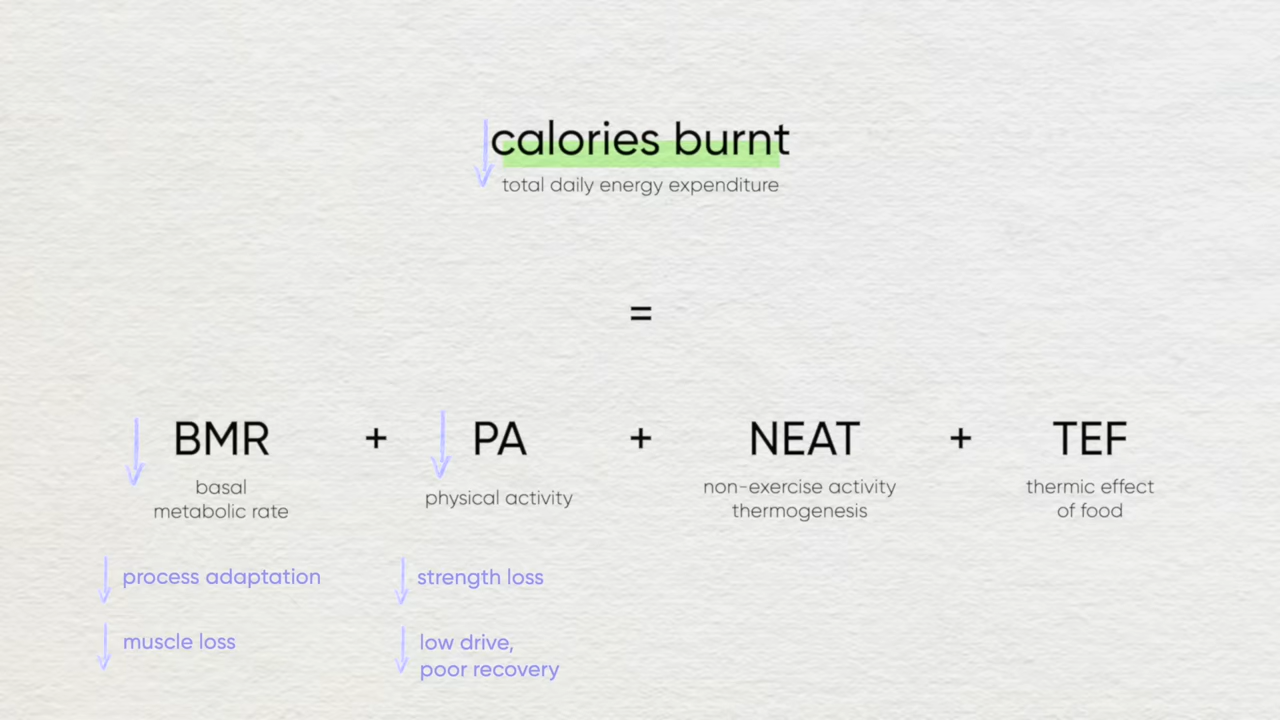 calories burnt
total daily energy expenditure
=
BMR + PA + NEAT + TEF
basal
metabolic rate
physical activity
non-exercise activity
thermogenesis
thermic effect
of food
process adaptation
muscle loss
strength loss
low drive,
poor recovery